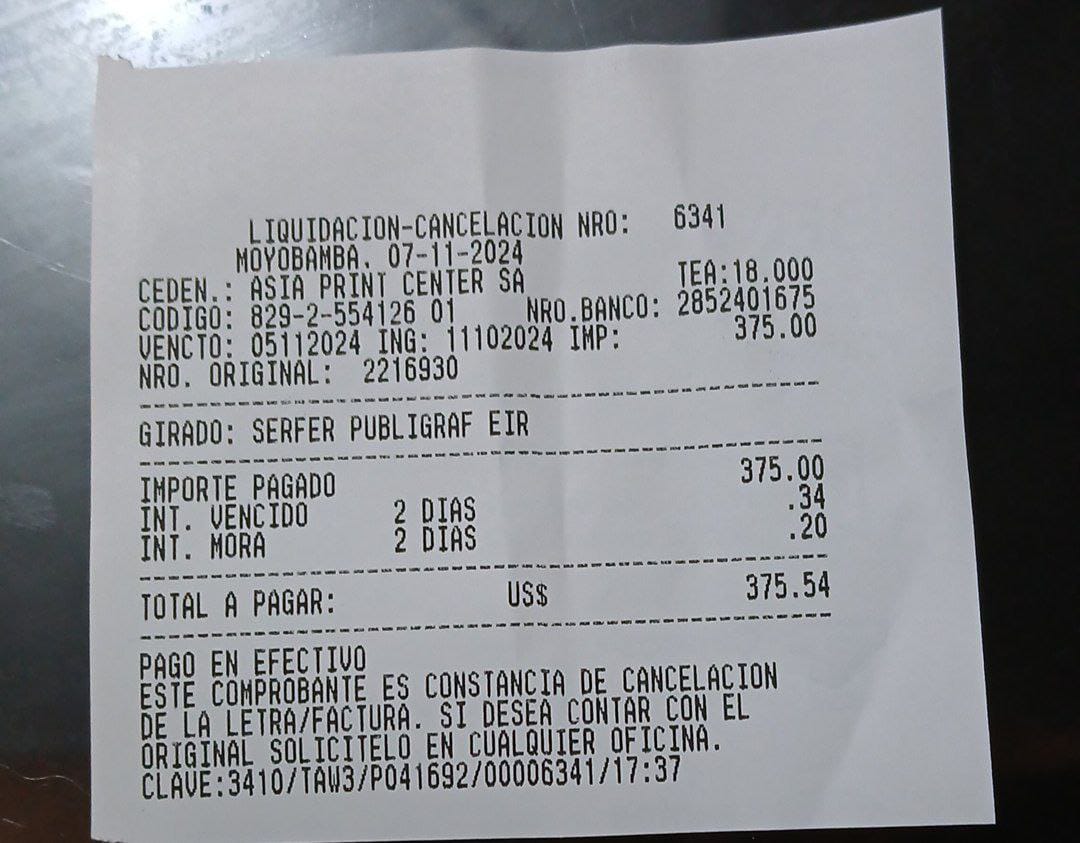 LIQUIDACION-CANCELACION NRO: 6341
MOYOBAMBA, 07-11-2024
CEDEN.: ASIA PRINT CENTER SA TEA:18.000
CODIGO: 829-2-554126 01 NRO.BANCO: 2852401675
VENCTO: 05112024 ING: 11102024 IMP: 375.00
NRO. ORIGINAL: 2216930
GIRADO: SERFER PUBLIGRAF EIR
IMPORTE PAGADO 375.00
INT. VENCIDO 2 DIAS .34
INT. MORA 2 DIAS .20
TOTAL A PAGAR: US$ 375.54
PAGO EN EFECTIVO
ESTE COMPROBANTE ES CONSTANCIA DE CANCELACION
DE LA LETRA/FACTURA. SI DESEA CONTAR CON EL
ORIGINAL SOLICITELO EN CUALQUIER OFICINA.
CLAVE:3410/TAW3/P041692/00006341/17:37